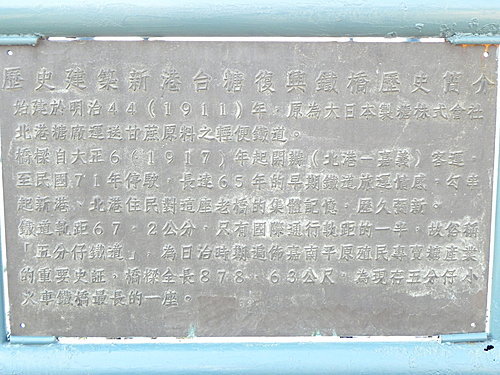 歷史建築新港台糖復興鐵橋歷史簡介
始建於明治44(1911)年，原為大日本製糖株式會社
北港糖廠運送甘蔗原料之輕便鐵道。
橋樑自大正6(1917)年起開辦(北港—嘉義)客運，
至民國71年停駛，長達65年的早期鐵道旅運情感，勾串
起新港、北港住民對這座老橋的集體記憶，歷久彌新。
鐵道軌距67.2公分，只有國際通行軌距的一半，故俗稱
「五分仔鐵道」，為日治時期遍佈嘉南平原殖民專賣糖產業
的重要史証，橋樑全長878.63公尺，為現存五分仔小
火車鐵橋最長的一座。